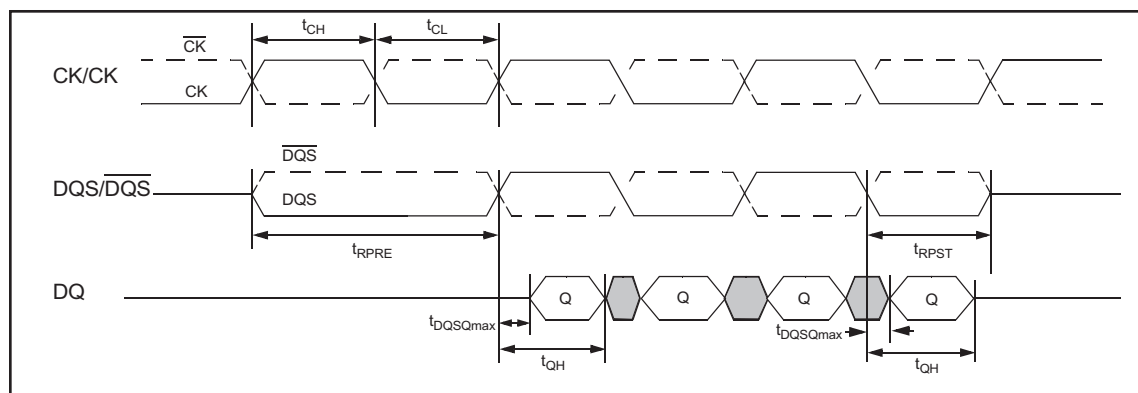 tCH tCL
CK
CK/CK
CK
DQS
DQS/DQS
DQS
tRPRE tRPST
DQ Q Q Q Q
tDQSQmax tDQSQmax
tQH tQH